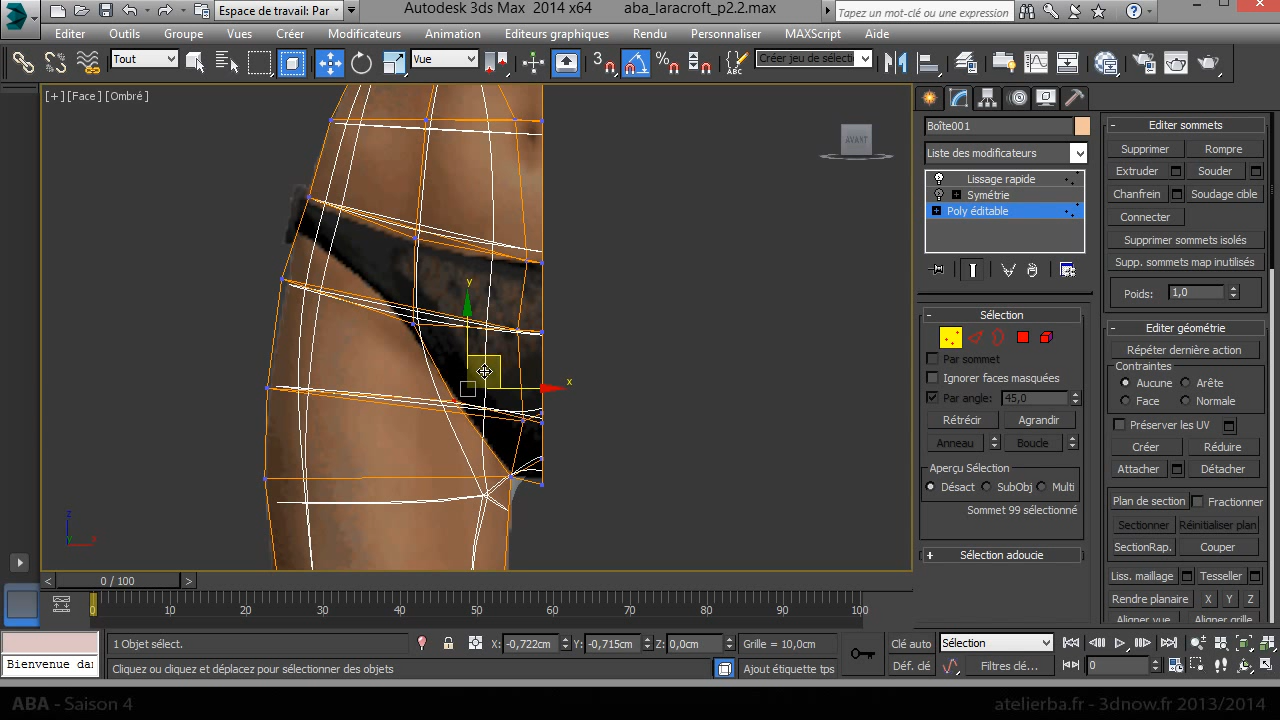 Espace de travail: Par
Autodesk 3ds Max 2014 x64 aba_laracroft_p2.2.max
Tapez un mot-clé ou une expression
Editer Outils Groupe Vues Créer Modificateurs Animation Editeurs graphiques Rendu Personnaliser MAXScript Aide
Tout Vue Créer jeu de sélecti
[+] [Face] [Ombré]
AVANT
y
x
z
x
Boîte001
Liste des modificateurs
Lissage rapide
Symétrie
Poly éditable
Sélection
Par sommet
Ignorer faces masquées
Par angle: 45,0
Rétrécir Agrandir
Anneau Boucle
Aperçu Sélection
Désact SubObj Multi
Sommet 99 sélectionné
Sélection adoucie
Editer sommets
Supprimer Rompre
Extruder Souder
Chanfrein Soudage cible
Connecter
Supprimer sommets isolés
Supp. sommets map inutilisés
Poids: 1,0
Editer géométrie
Répéter dernière action
Contraintes
Aucune Arête
Face Normale
Préserver les UV
Créer Réduire
Attacher Détacher
Plan de section Fractionner
Sectionner Réinitialiser plan
SectionRap. Couper
Liss. maillage Tesseller
Rendre planaire X Y Z
Aligner vue Aligner grille
0 / 100
0 10 20 30 40 50 60 70 80 90 100
1 Objet sélect. X: -0,722cm Y: -0,715cm Z: 0,0cm Grille = 10,0cm
Clé auto Sélection
Bienvenue da
Cliquez ou cliquez et déplacez pour sélectionner des objets
Ajout étiquette tps
Déf. clé Filtres clé... 0
ABA - Saison 4
atelierba.fr - 3dnow.fr 2013/2014